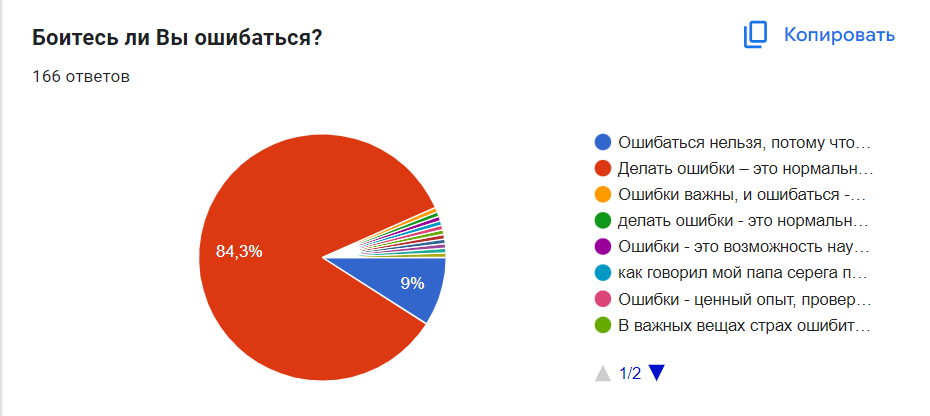 Боитесь ли Вы ошибаться?
Копировать
166 ответов
84,3%
9%
Ошибаться нельзя, потому что…
Делать ошибки – это нормальн…
Ошибки важны, и ошибаться -…
делать ошибки - это нормальн…
Ошибки - это возможность нау…
как говорил мой папа серега п…
Ошибки - ценный опыт, провер…
В важных вещах страх ошибит…
1/2